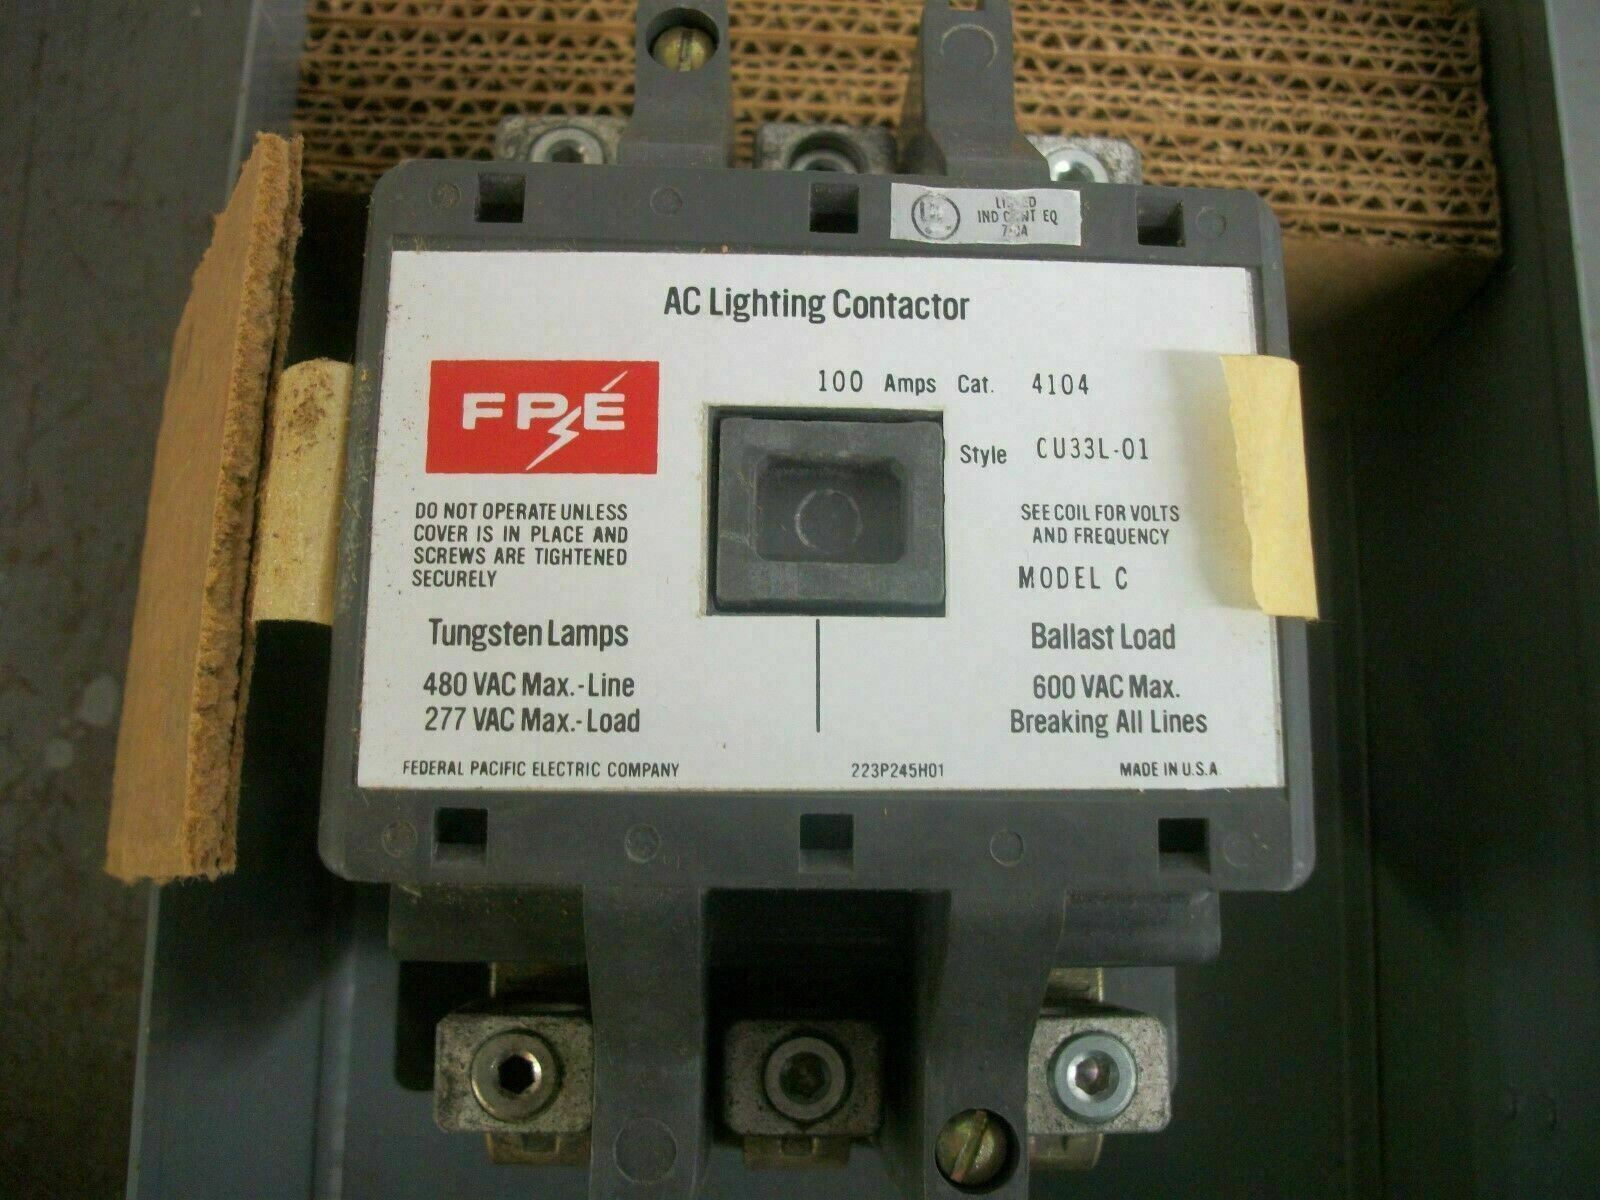 UL
LISTED
IND CONT EQ
AC Lighting Contactor
FPE
100 Amps Cat. 4104
Style CU33L-01
DO NOT OPERATE UNLESS
COVER IS IN PLACE AND
SCREWS ARE TIGHTENED
SECURELY
SEE COIL FOR VOLTS
AND FREQUENCY
MODEL C
Tungsten Lamps
480 VAC Max.-Line
277 VAC Max.-Load
Ballast Load
600 VAC Max.
Breaking All Lines
FEDERAL PACIFIC ELECTRIC COMPANY
223P245H01
MADE IN U.S.A